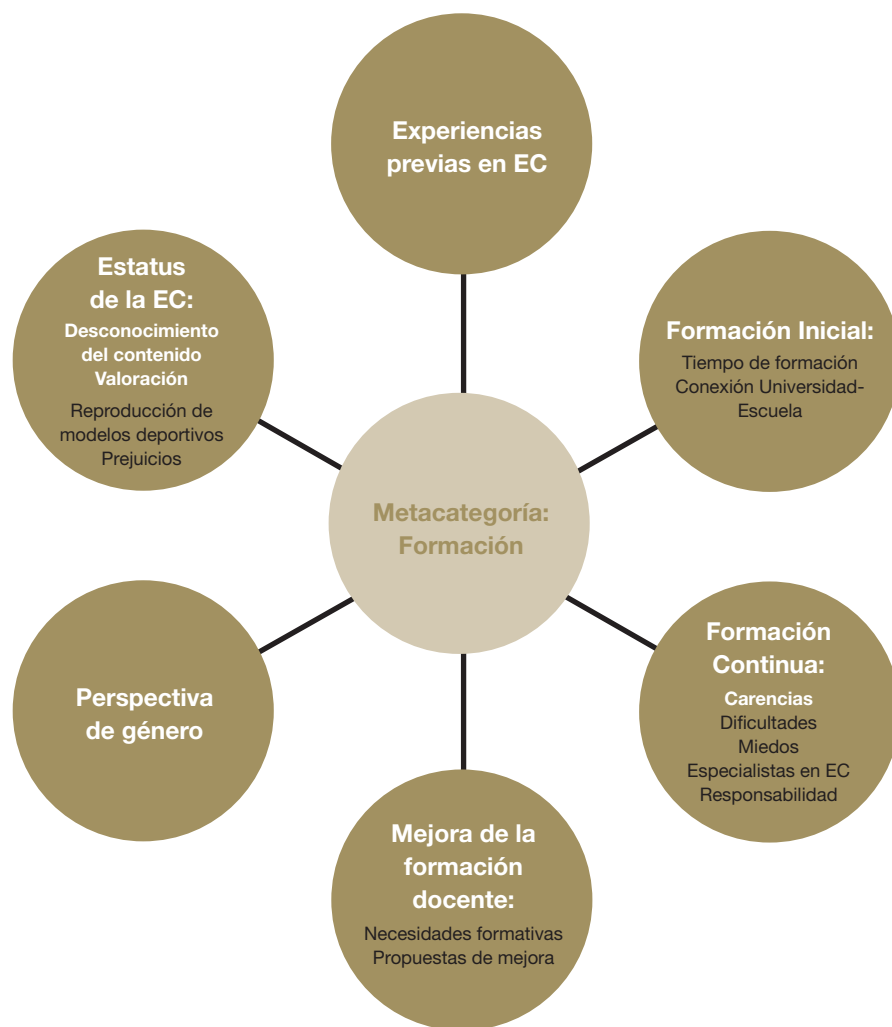 Experiencias
previas en EC
Estatus
de la EC:
Desconocimiento
del contenido
Valoración
Reproducción de
modelos deportivos
Prejuicios
Formación Inicial:
Tiempo de formación
Conexión Universidad-
Escuela
Metacategoría:
Formación
Perspectiva
de género
Formación
Continua:
Carencias
Dificultades
Miedos
Especialistas en EC
Responsabilidad
Mejora de la
formación
docente:
Necesidades formativas
Propuestas de mejora